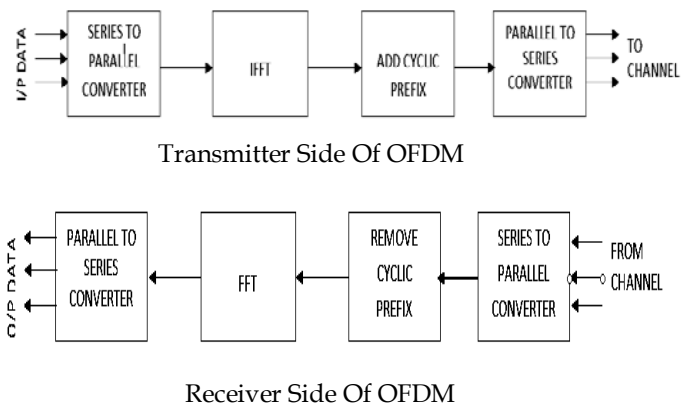 I/P DATA
SERIES TO
PARALLEL
CONVERTER
IFFT
ADD CYCLIC
PREFIX
PARALLEL TO
SERIES
CONVERTER
TO
CHANNEL
Transmitter Side Of OFDM
O/P DATA
PARALLEL TO
SERIES
CONVERTER
FFT
REMOVE
CYCLIC
PREFIX
SERIES TO
PARALLEL
CONVERTER
FROM
CHANNEL
Receiver Side Of OFDM